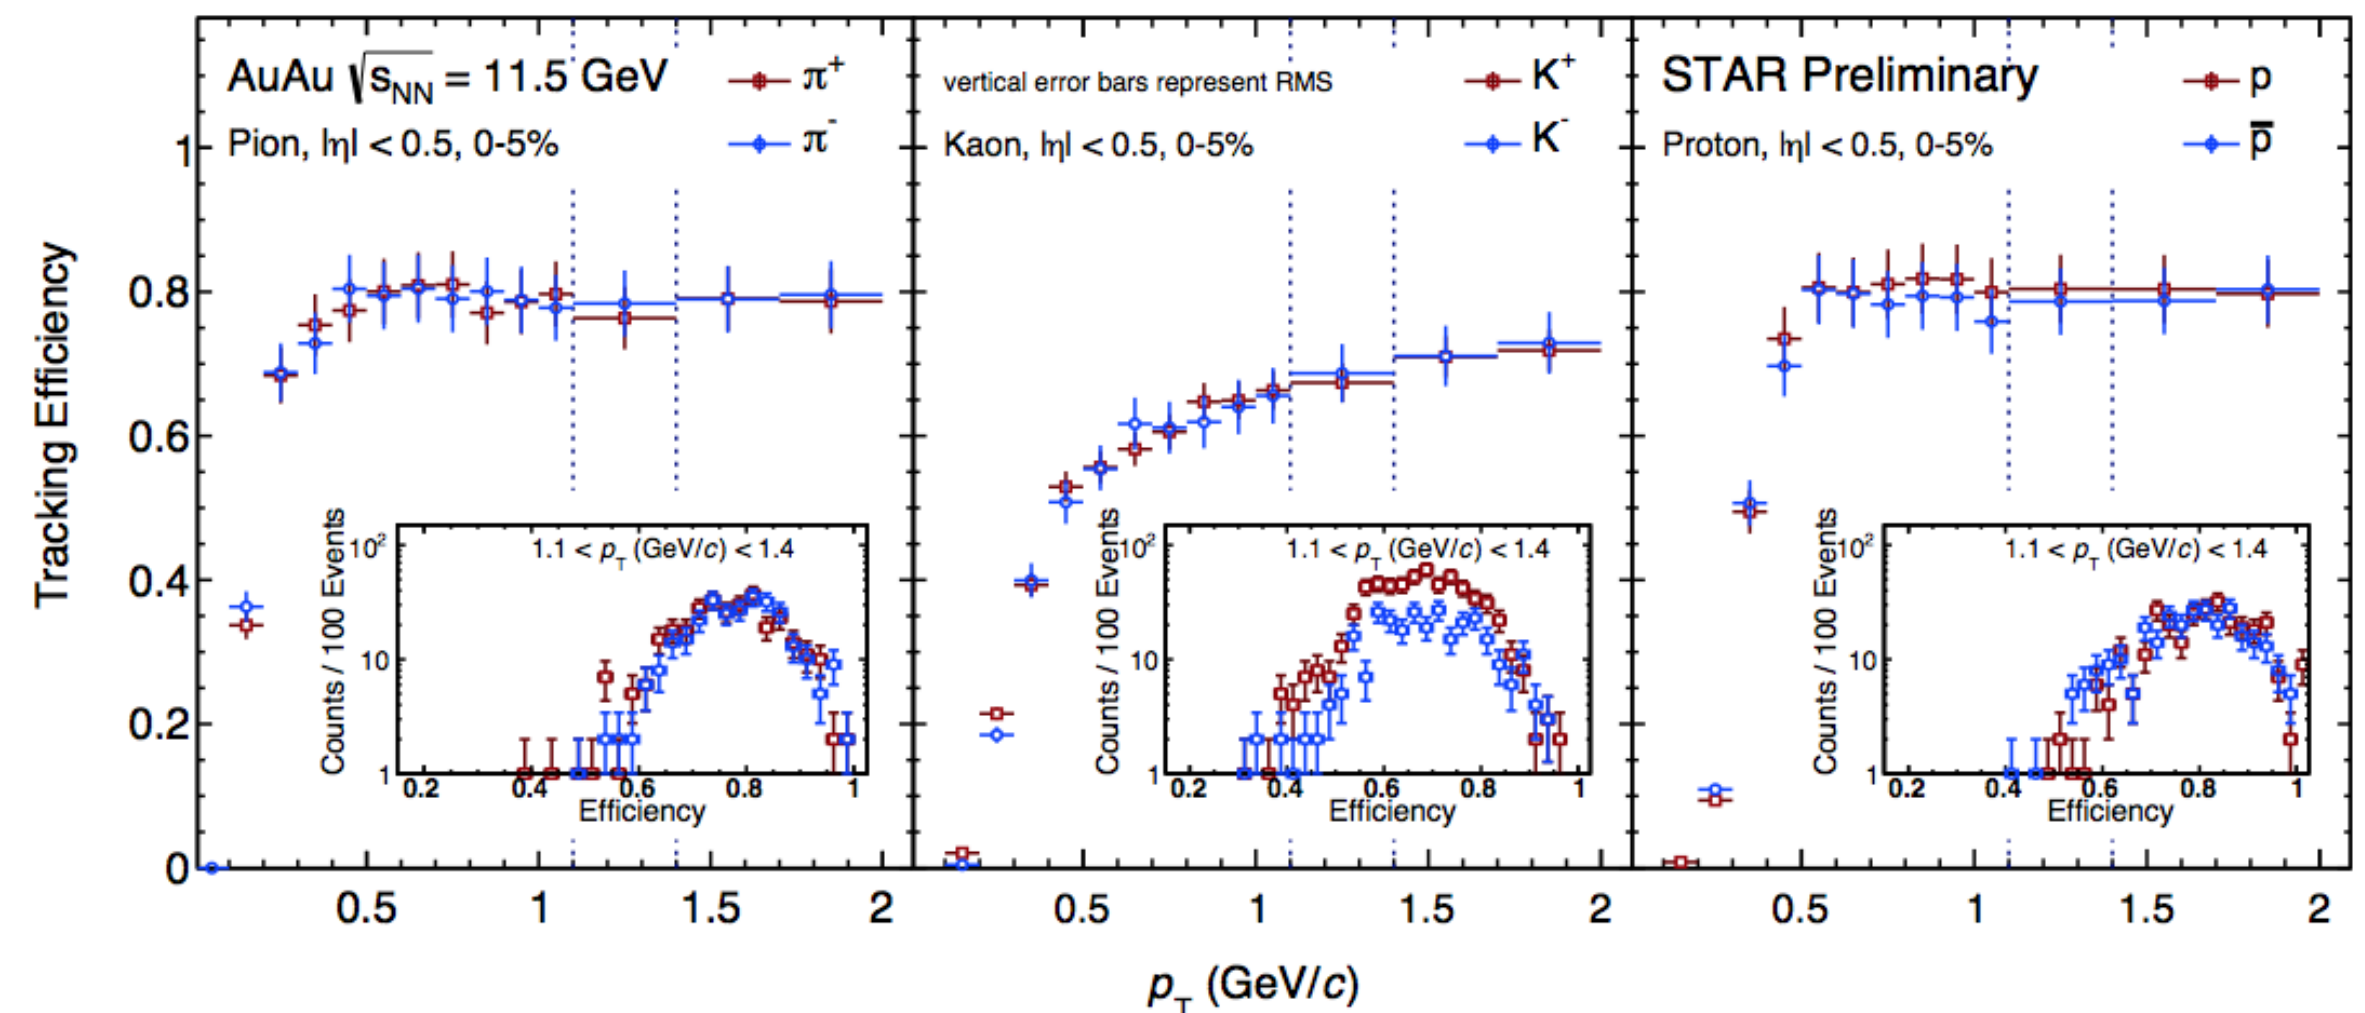 AuAu √sNN = 11.5 GeV
π+
Pion, |η| < 0.5, 0-5%
π-
vertical error bars represent RMS
K+
Kaon, |η| < 0.5, 0-5%
K-
STAR Preliminary
p
Proton, |η| < 0.5, 0-5%
p̅
Tracking Efficiency
1
0.8
0.6
0.4
0.2
0
Counts / 100 Events
10²
10
1
1.1 < pT (GeV/c) < 1.4
0.2 0.4 0.6 0.8 1
Efficiency
Counts / 100 Events
10²
10
1
1.1 < pT (GeV/c) < 1.4
0.2 0.4 0.6 0.8 1
Efficiency
Counts / 100 Events
10²
10
1
1.1 < pT (GeV/c) < 1.4
0.2 0.4 0.6 0.8 1
Efficiency
0.5 1 1.5 2
0.5 1 1.5 2
0.5 1 1.5 2
pT (GeV/c)